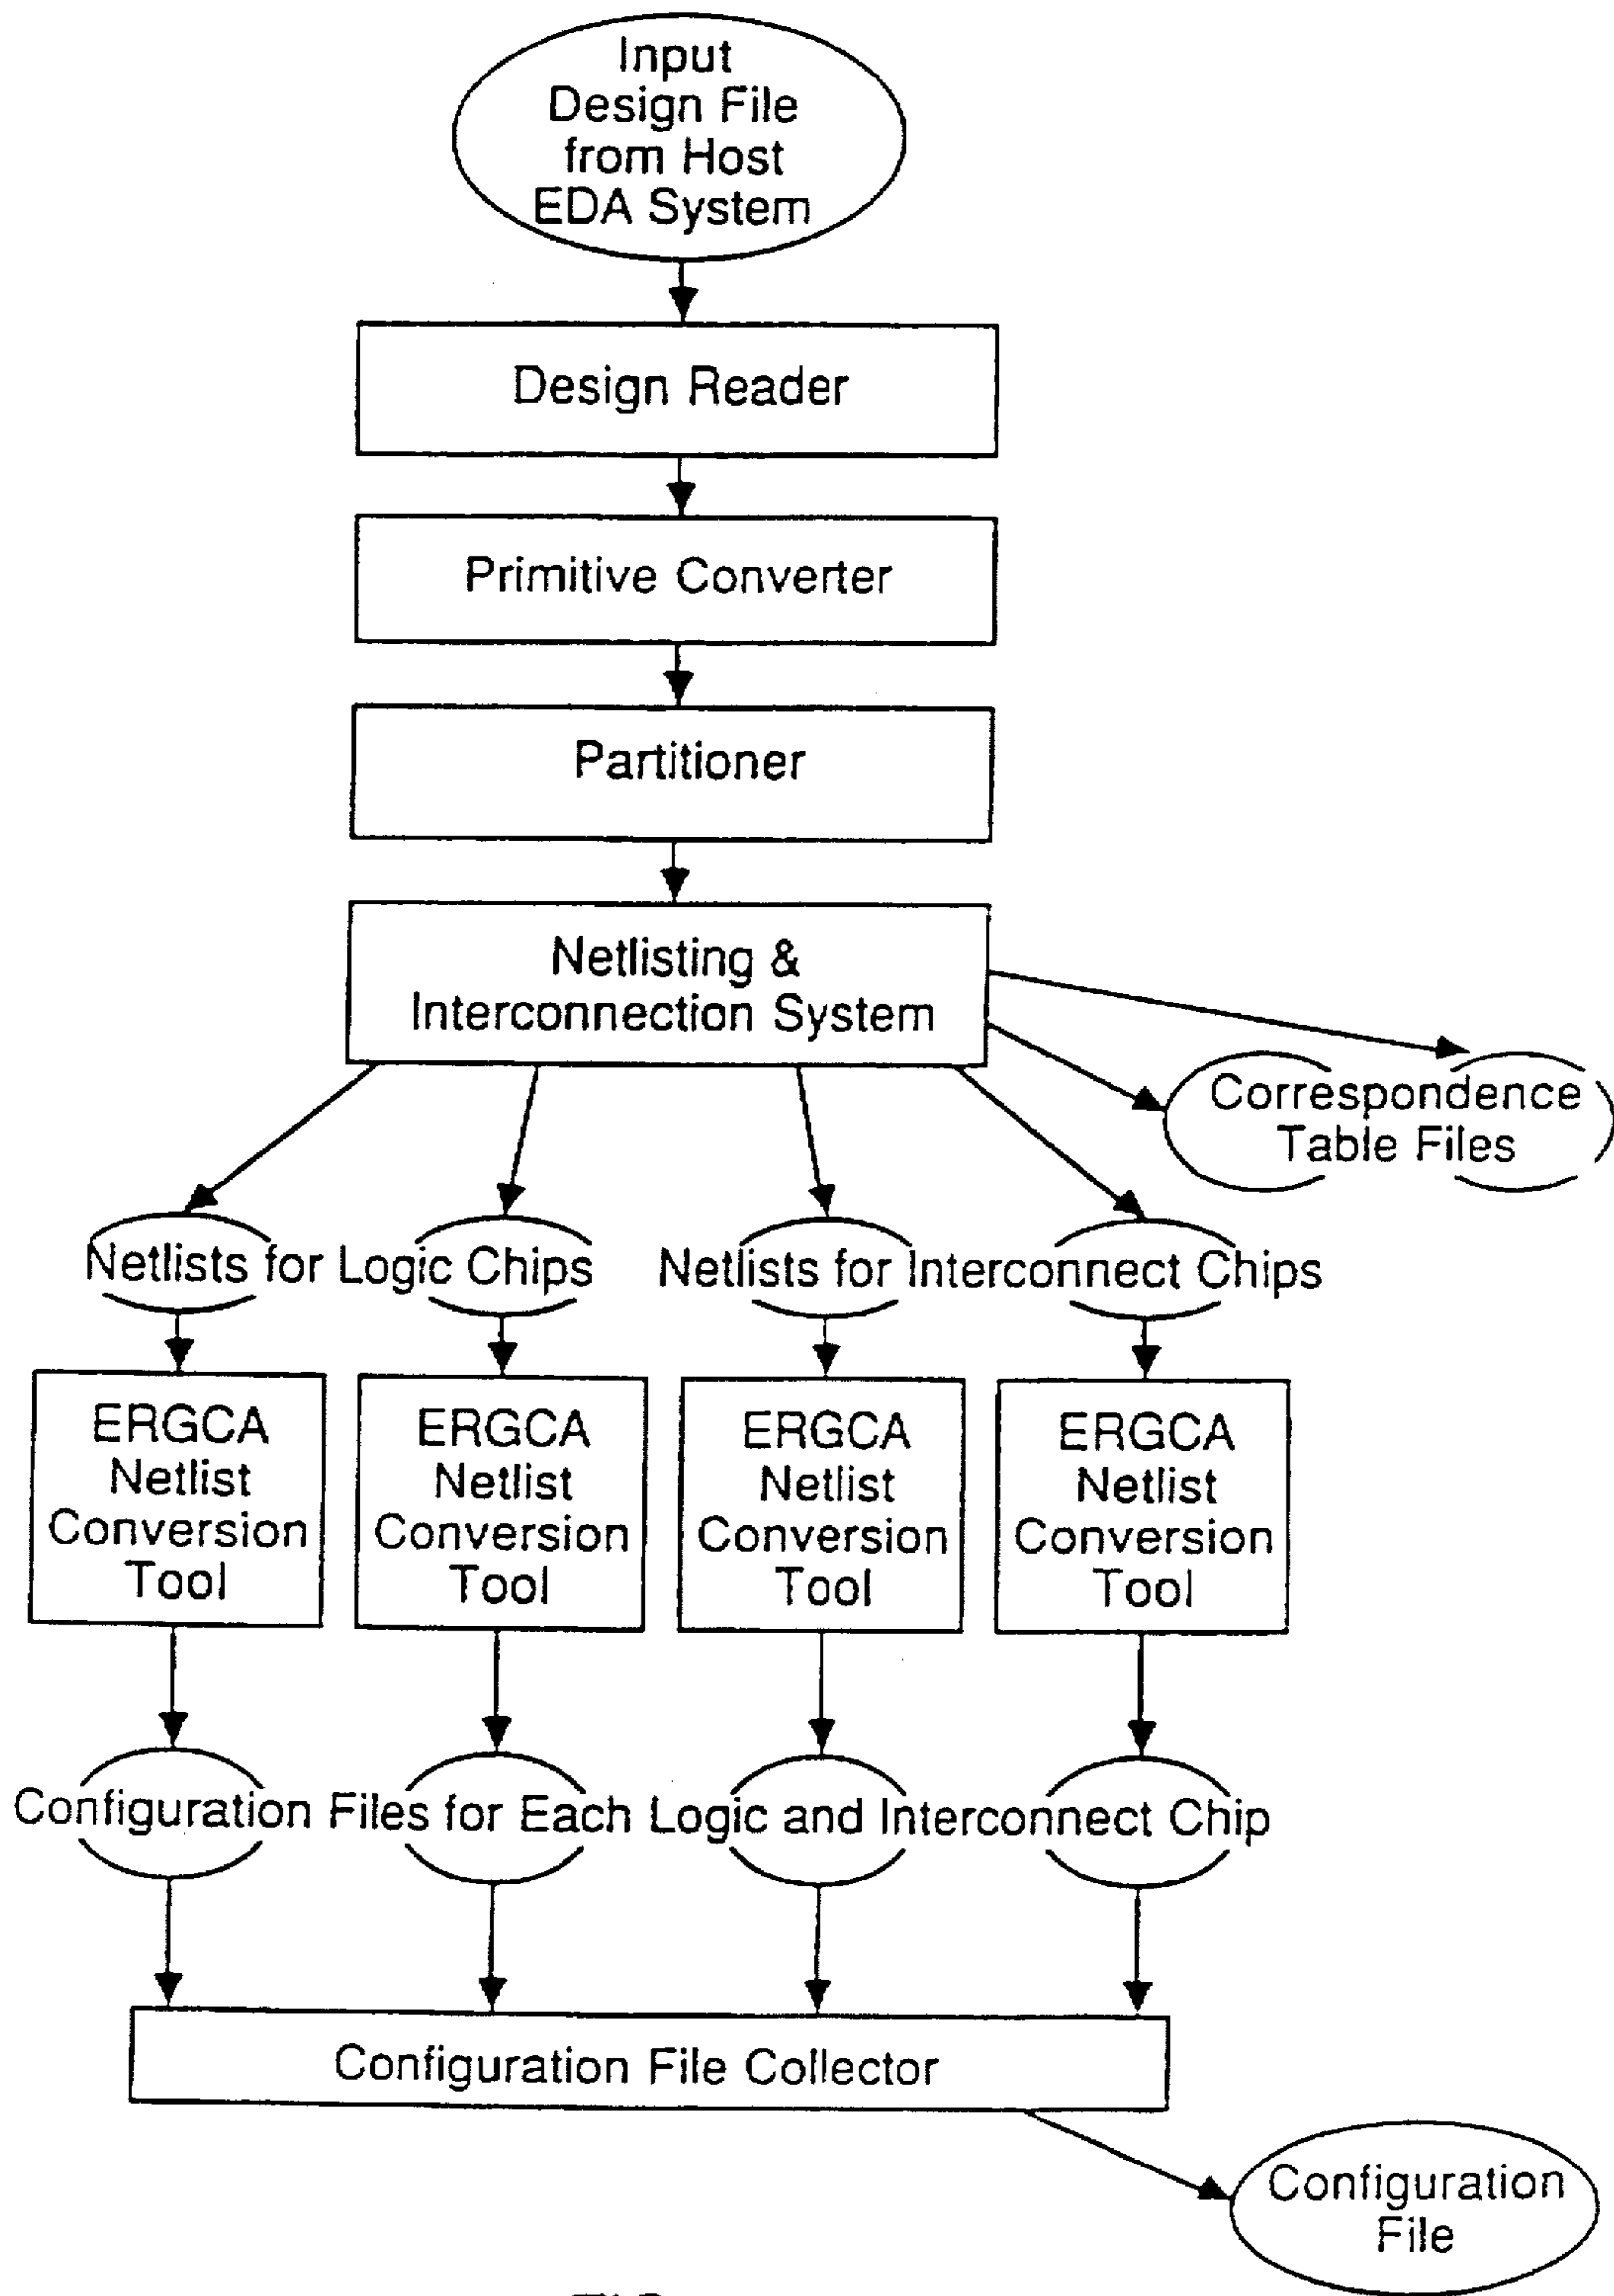 Input
Design File
from Host
EDA System
Design Reader
Primitive Converter
Partitioner
Netlisting &
Interconnection System
Correspondence
Table Files
Netlists for Logic Chips
Netlists for Interconnect Chips
ERGCA
Netlist
Conversion
Tool
ERGCA
Netlist
Conversion
Tool
ERGCA
Netlist
Conversion
Tool
ERGCA
Netlist
Conversion
Tool
Configuration Files for Each Logic and Interconnect Chip
Configuration File Collector
Configuration
File